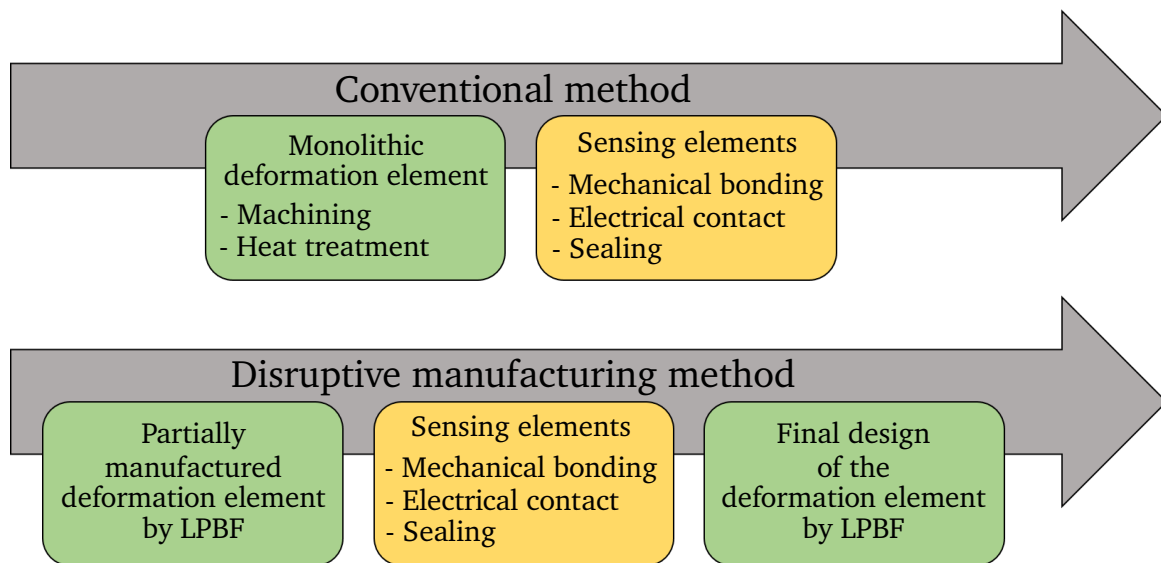 Conventional method
Monolithic
deformation element
- Machining
- Heat treatment
Sensing elements
- Mechanical bonding
- Electrical contact
- Sealing
Disruptive manufacturing method
Partially
manufactured
deformation element
by LPBF
Sensing elements
- Mechanical bonding
- Electrical contact
- Sealing
Final design
of the
deformation element
by LPBF